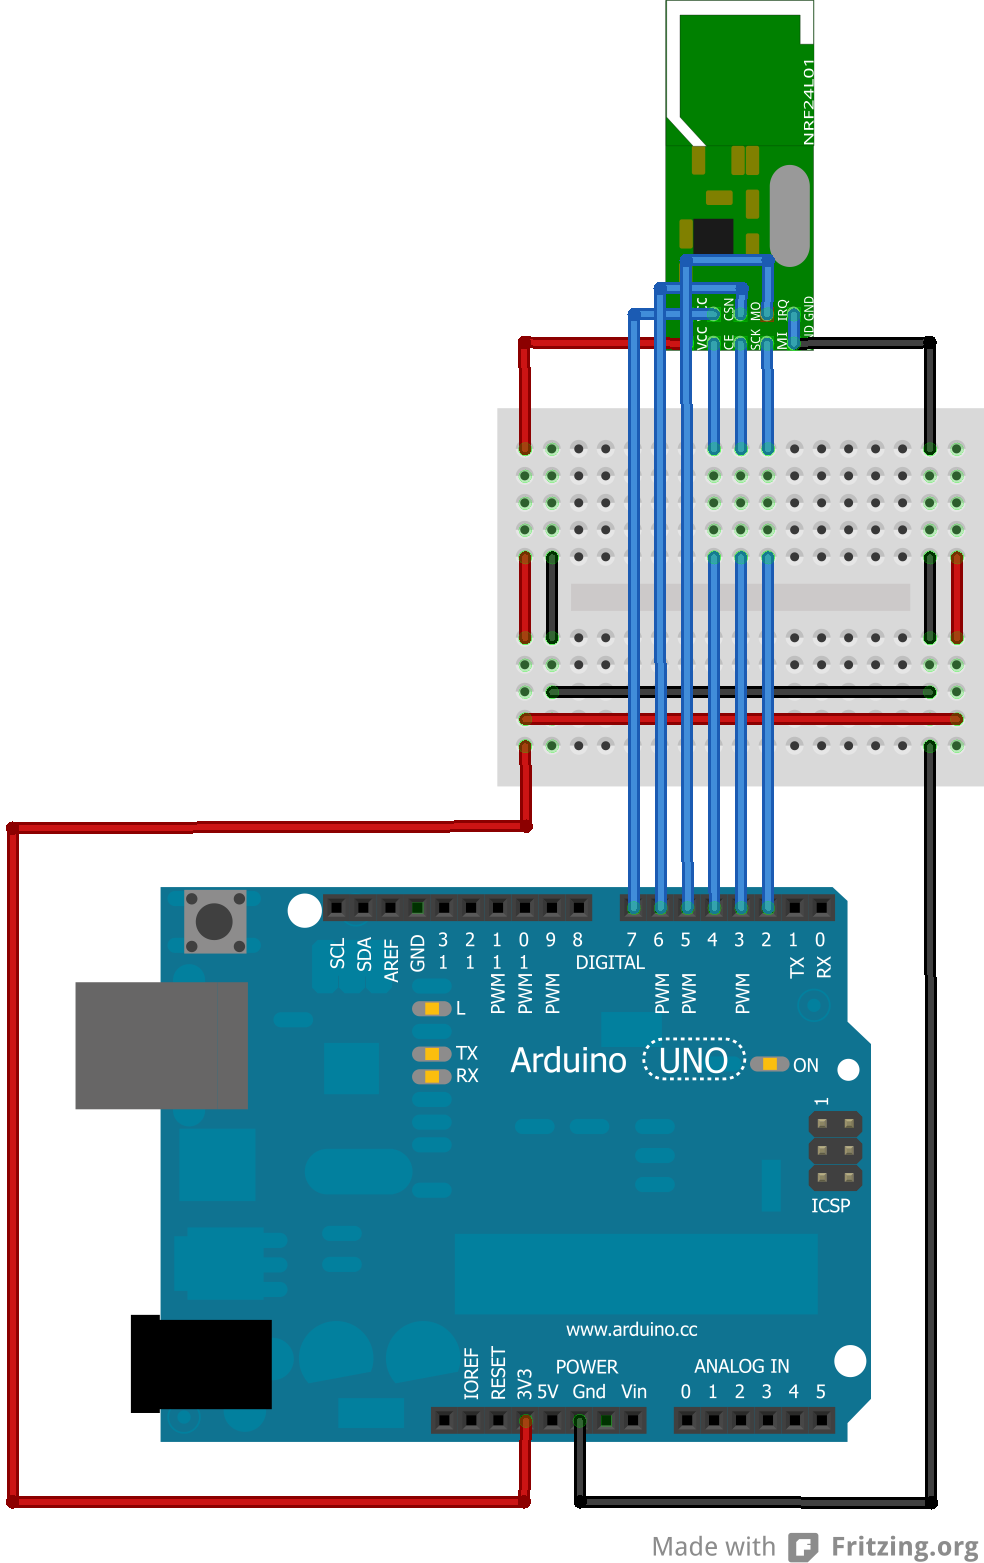 NRF24L01
VCC CSN MO IRQ GND
VCC CE SCK MI
7 6 5 4 3 2 1 0
SCL SDA AREF GND 13 12 11 10 9 8
DIGITAL
PWM PWM PWM
PWM PWM PWM
TX RX
L
TX
RX
Arduino UNO
ON
1
ICSP
www.arduino.cc
POWER
ANALOG IN
IOREF RESET 3V3 5V Gnd Vin
0 1 2 3 4 5
Made with Fritzing.org